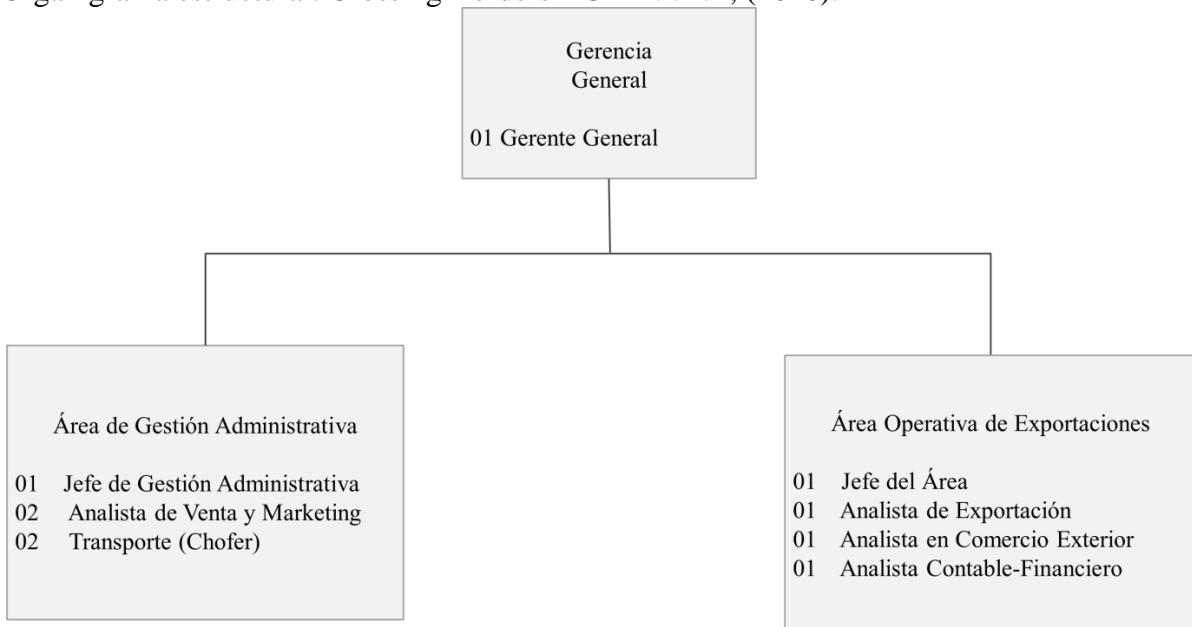 Gerencia
General
01 Gerente General
Área de Gestión Administrativa
01 Jefe de Gestión Administrativa
02 Analista de Venta y Marketing
02 Transporte (Chofer)
Área Operativa de Exportaciones
01 Jefe del Área
01 Analista de Exportación
01 Analista en Comercio Exterior
01 Analista Contable-Financiero